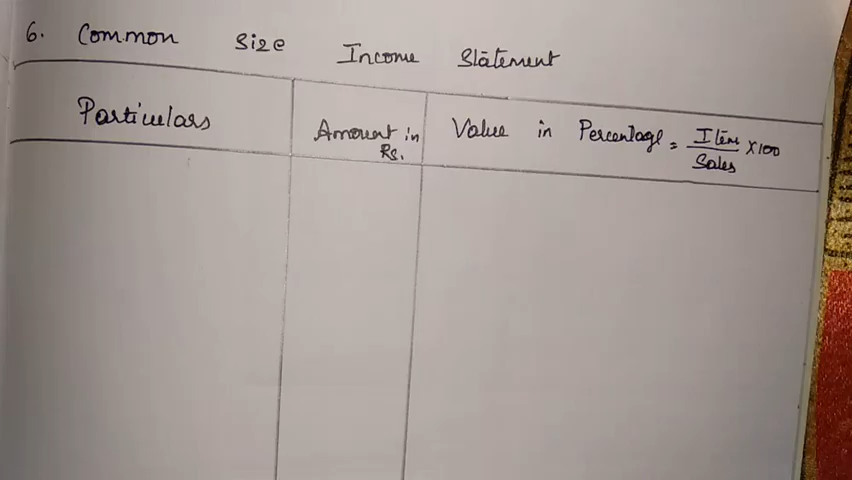 6. Common Size Income Statement
Particulars
Amount in
Rs.
Value in Percentage = Item/Sales x100